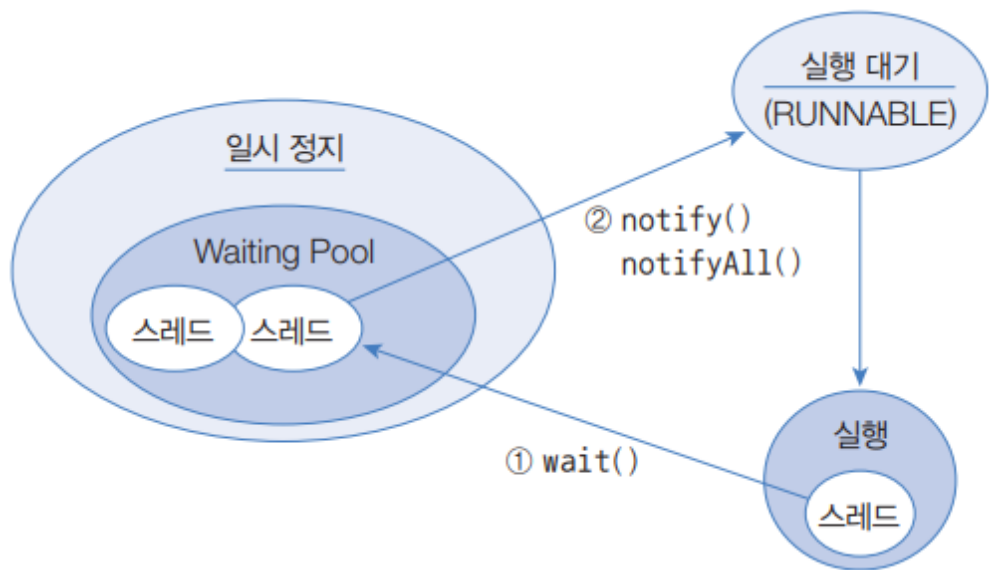 실행 대기
(RUNNABLE)
일시 정지
② notify()
notifyAll()
Waiting Pool
스레드
스레드
① wait()
실행
스레드